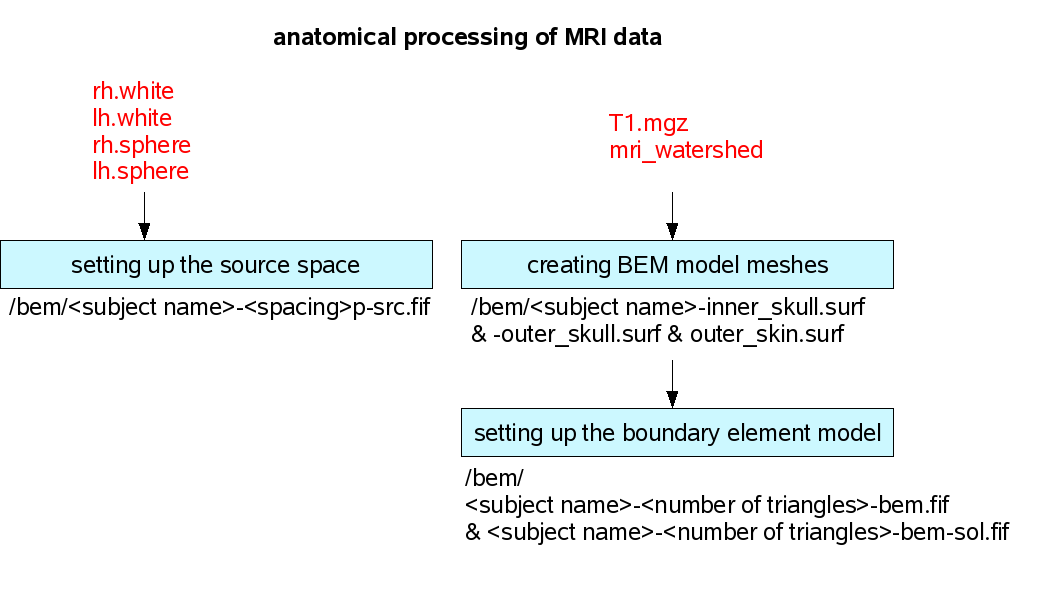 anatomical processing of MRI data
rh.white
lh.white
rh.sphere
lh.sphere
setting up the source space
/bem/<subject name>-<spacing>p-src.fif
T1.mgz
mri_watershed
creating BEM model meshes
/bem/<subject name>-inner_skull.surf
& -outer_skull.surf & outer_skin.surf
setting up the boundary element model
/bem/
<subject name>-<number of triangles>-bem.fif
& <subject name>-<number of triangles>-bem-sol.fif